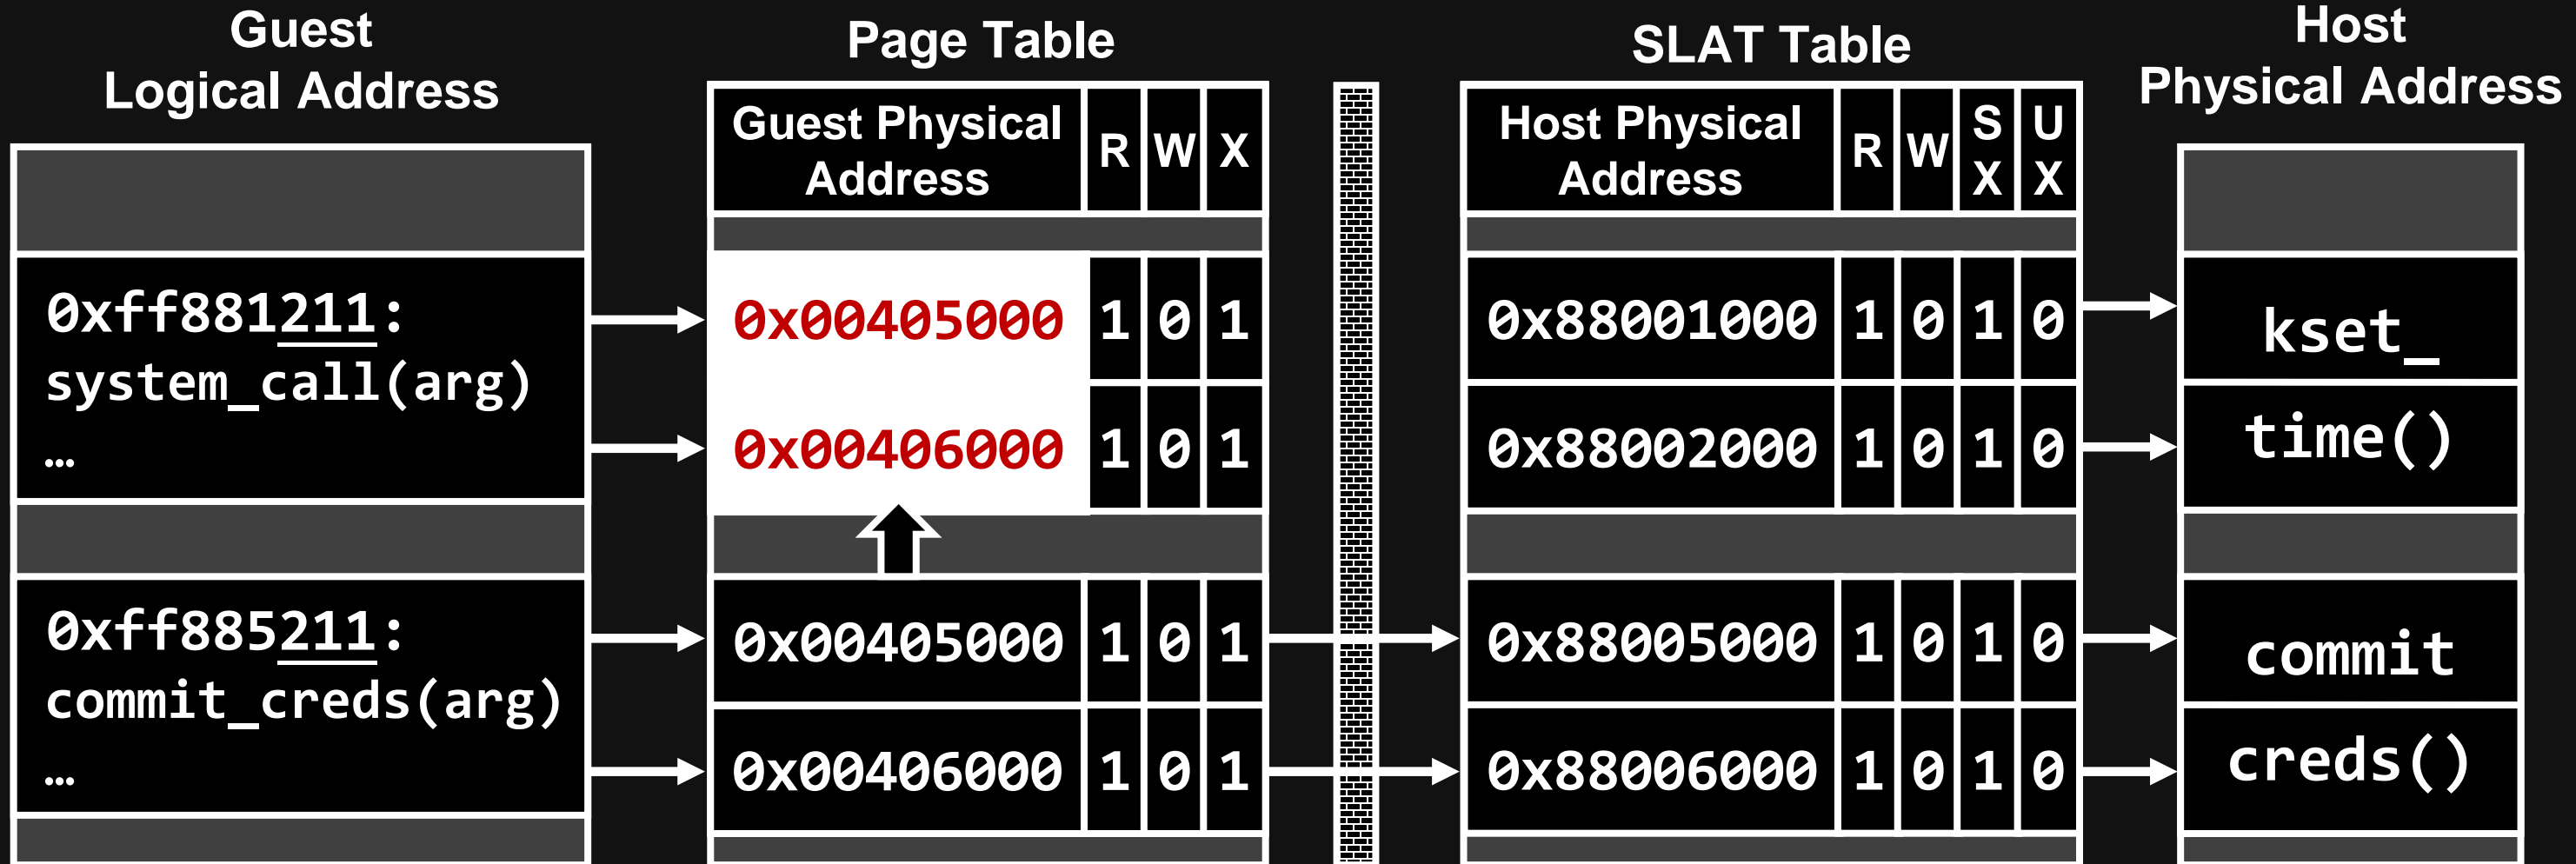 Guest
Logical Address
Page Table
SLAT Table
Host
Physical Address
Guest Physical
Address
R W X
Host Physical
Address
R W S
X U
X
0xff881211:
system_call(arg)
…
0x00405000 1 0 1
0x00406000 1 0 1
0x88001000 1 0 1 0
0x88002000 1 0 1 0
kset_
time()
0xff885211:
commit_creds(arg)
…
0x00405000 1 0 1
0x00406000 1 0 1
0x88005000 1 0 1 0
0x88006000 1 0 1 0
commit
creds()